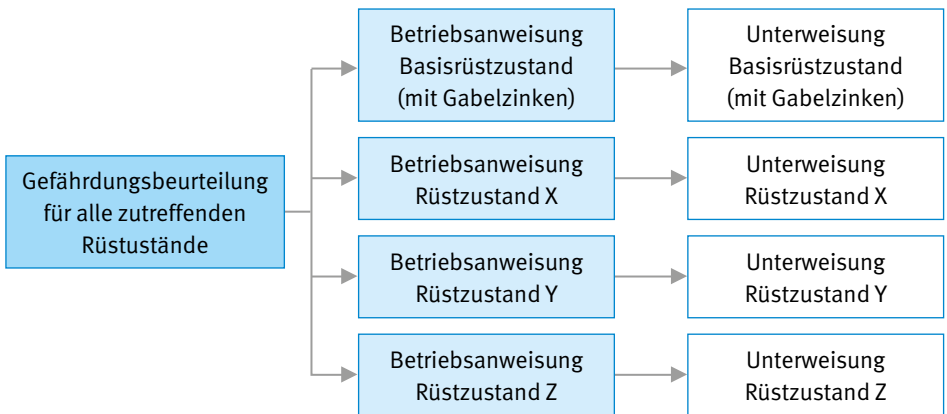 Betriebsanweisung
Basisrüstzustand
(mit Gabelzinken)
Unterweisung
Basisrüstzustand
(mit Gabelzinken)
Gefährdungsbeurteilung
für alle zutreffenden
Rüstustände
Betriebsanweisung
Rüstzustand X
Unterweisung
Rüstzustand X
Betriebsanweisung
Rüstzustand Y
Unterweisung
Rüstzustand Y
Betriebsanweisung
Rüstzustand Z
Unterweisung
Rüstzustand Z